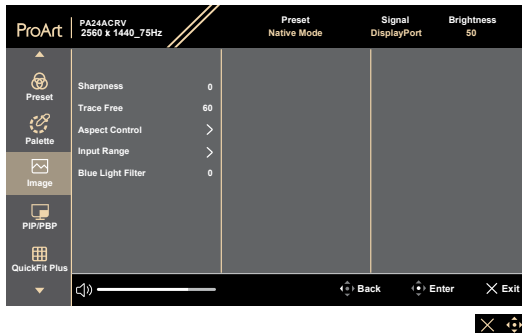 ProArt
PA24ACRV
2560 x 1440_75Hz
Preset
Native Mode
Signal
DisplayPort
Brightness
50
Preset
Palette
Image
PIP/PBP
QuickFit Plus
Sharpness 0
Trace Free 60
Aspect Control
Input Range
Blue Light Filter 0
Back
Enter
Exit